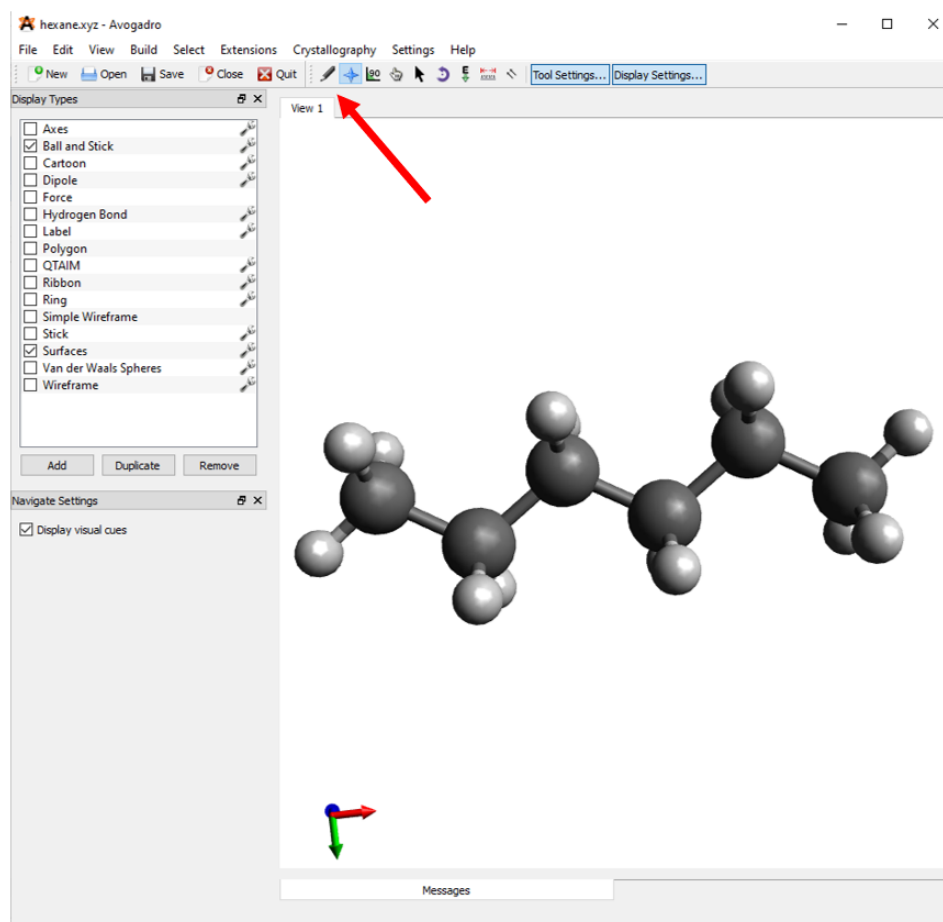 hexane.xyz - Avogadro
File Edit View Build Select Extensions Crystallography Settings Help
New Open Save Close Quit Tool Settings... Display Settings...
Display Types
View 1
Axes
Ball and Stick
Cartoon
Dipole
Force
Hydrogen Bond
Label
Polygon
QTAIM
Ribbon
Ring
Simple Wireframe
Stick
Surfaces
Van der Waals Spheres
Wireframe
Add Duplicate Remove
Navigate Settings
Display visual cues
Messages